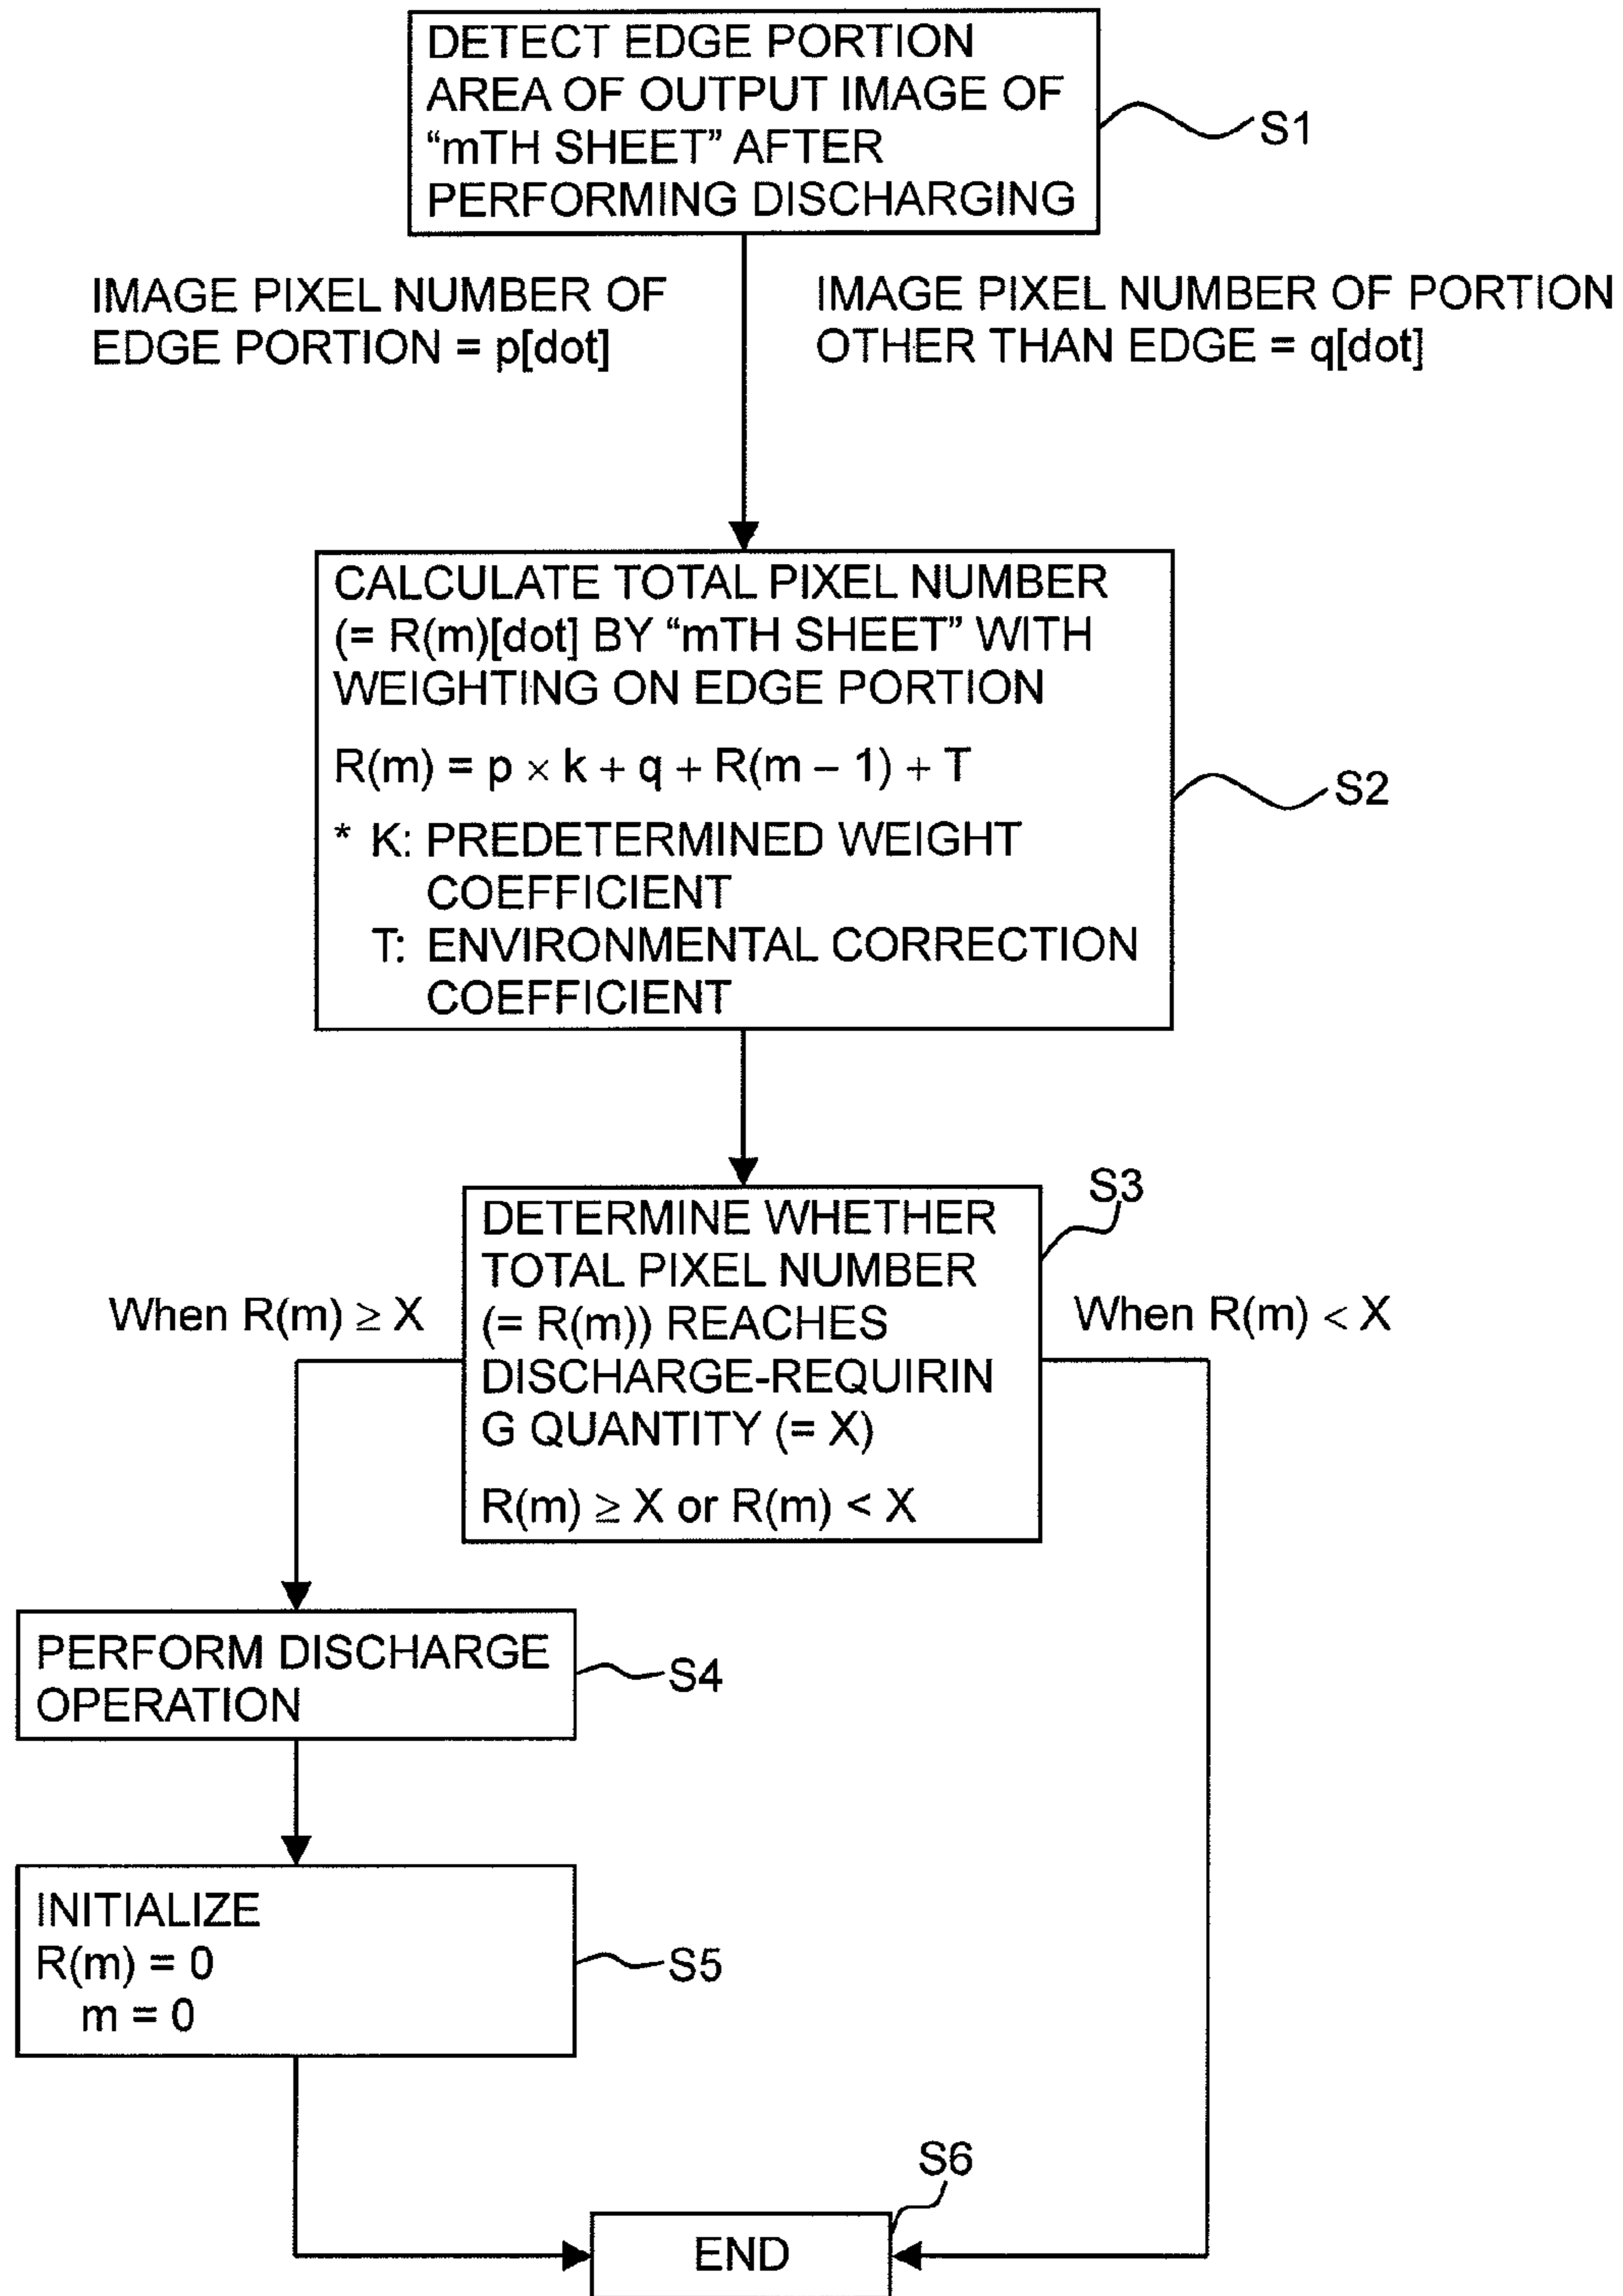 DETECT EDGE PORTION
AREA OF OUTPUT IMAGE OF
“mTH SHEET” AFTER
PERFORMING DISCHARGING
S1
IMAGE PIXEL NUMBER OF
EDGE PORTION = p[dot]
IMAGE PIXEL NUMBER OF PORTION
OTHER THAN EDGE = q[dot]
CALCULATE TOTAL PIXEL NUMBER
(= R(m)[dot] BY “mTH SHEET” WITH
WEIGHTING ON EDGE PORTION
R(m) = p × k + q + R(m – 1) + T
* K: PREDETERMINED WEIGHT
COEFFICIENT
T: ENVIRONMENTAL CORRECTION
COEFFICIENT
S2
S3
DETERMINE WHETHER
TOTAL PIXEL NUMBER
(= R(m)) REACHES
DISCHARGE-REQUIRIN
G QUANTITY (= X)
R(m) ≥ X or R(m) < X
When R(m) ≥ X
When R(m) < X
PERFORM DISCHARGE
OPERATION
S4
INITIALIZE
R(m) = 0
m = 0
S5
S6
END